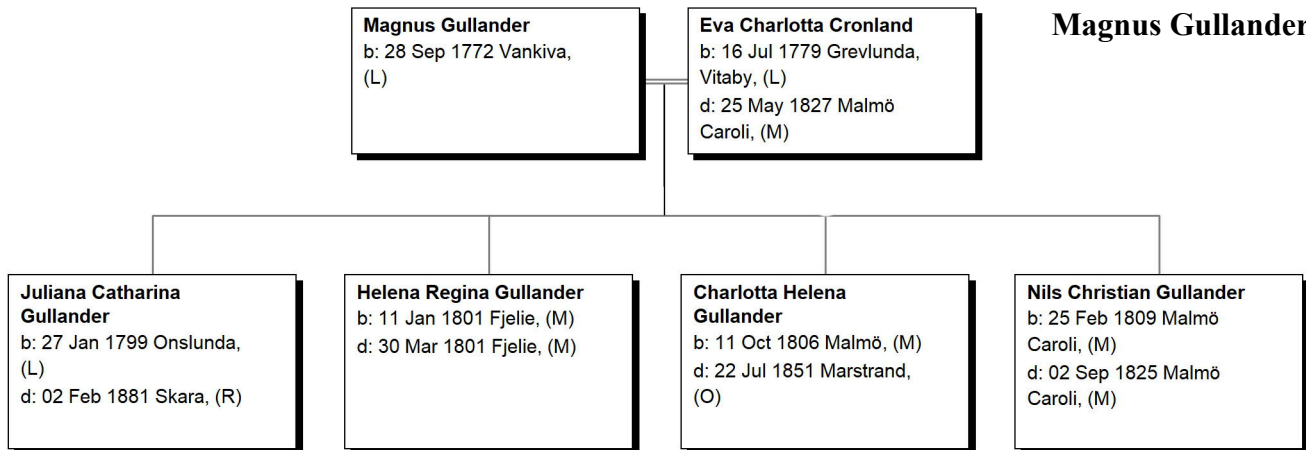 Magnus Gullander
Magnus Gullander
b: 28 Sep 1772 Vankiva,
(L)
Eva Charlotta Cronland
b: 16 Jul 1779 Grevlunda,
Vitaby, (L)
d: 25 May 1827 Malmö
Caroli, (M)
Juliana Catharina
Gullander
b: 27 Jan 1799 Onslunda,
(L)
d: 02 Feb 1881 Skara, (R)
Helena Regina Gullander
b: 11 Jan 1801 Fjelie, (M)
d: 30 Mar 1801 Fjelie, (M)
Charlotta Helena
Gullander
b: 11 Oct 1806 Malmö, (M)
d: 22 Jul 1851 Marstrand,
(O)
Nils Christian Gullander
b: 25 Feb 1809 Malmö
Caroli, (M)
d: 02 Sep 1825 Malmö
Caroli, (M)